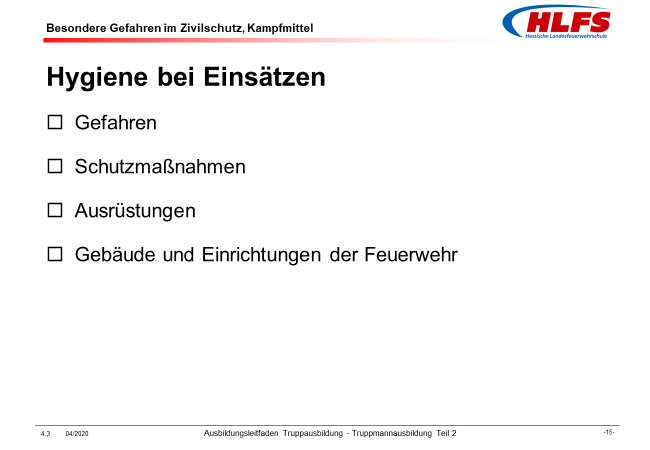 Besondere Gefahren im Zivilschutz, Kampfmittel
HLFS
Hessische Landesfeuerwehrschule
Hygiene bei Einsätzen
Gefahren
Schutzmaßnahmen
Ausrüstungen
Gebäude und Einrichtungen der Feuerwehr
4.3 04/2020 Ausbildungsleitfaden Truppausbildung - Truppmannausbildung Teil 2 -15-